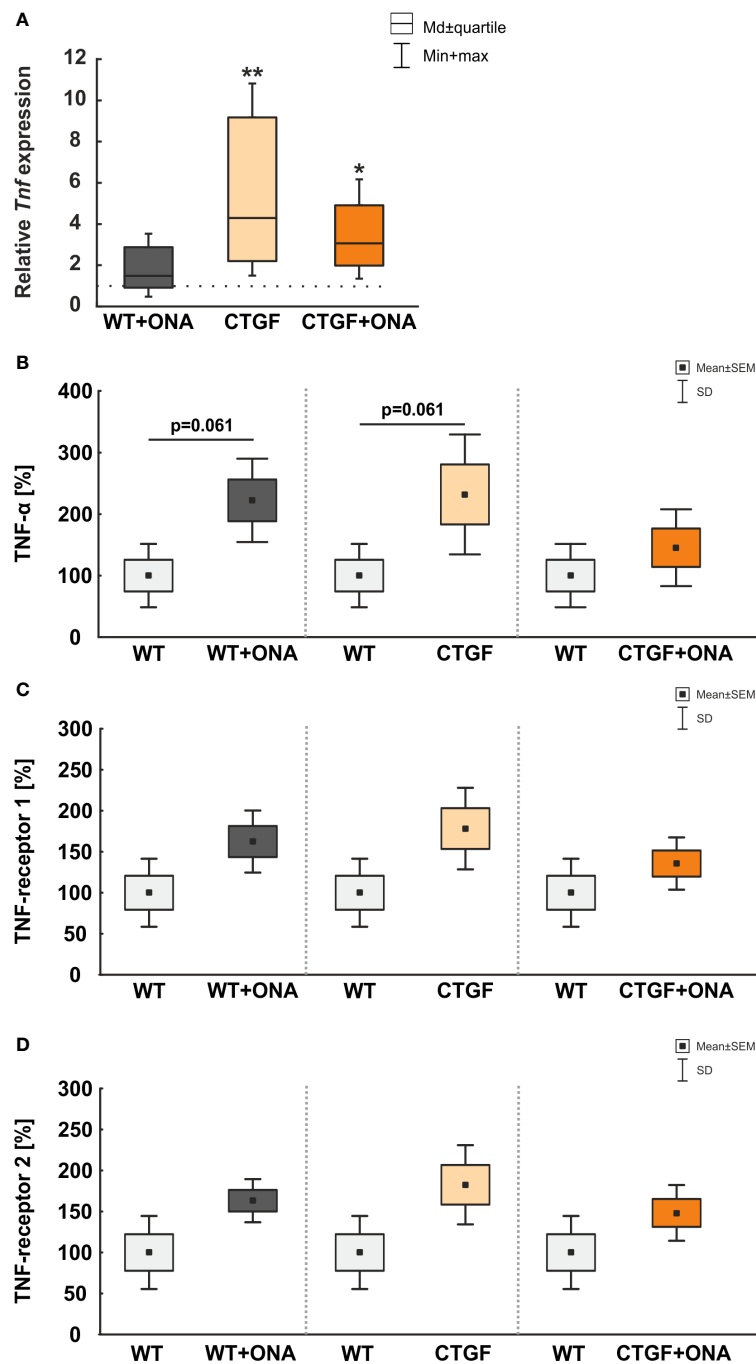 A
Md±quartile
Min+max
Relative Tnf expression
12
10
8
6
4
2
0
**
*
WT+ONA CTGF CTGF+ONA
B
Mean±SEM
SD
TNF-α [%]
400
300
200
100
0
p=0.061
p=0.061
WT WT+ONA WT CTGF WT CTGF+ONA
C
Mean±SEM
SD
TNF-receptor 1 [%]
300
250
200
150
100
50
0
WT WT+ONA WT CTGF WT CTGF+ONA
D
Mean±SEM
SD
TNF-receptor 2 [%]
300
250
200
150
100
50
0
WT WT+ONA WT CTGF WT CTGF+ONA